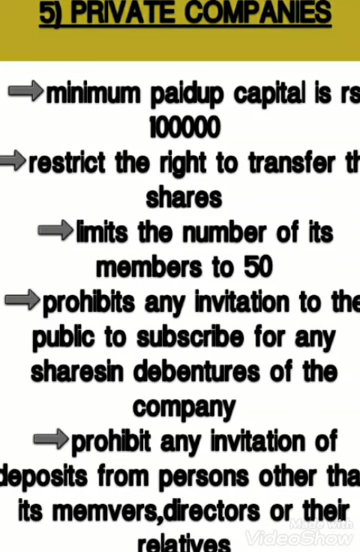 5) PRIVATE COMPANIES
➡minimum paidup capital is rs
100000
➡restrict the right to transfer th
shares
➡limits the number of its
members to 50
➡prohibits any invitation to the
public to subscribe for any
sharesin debentures of the
company
➡prohibit any invitation of
deposits from persons other tha
its memvers,directors or their
relatives
Made with
VideoShow